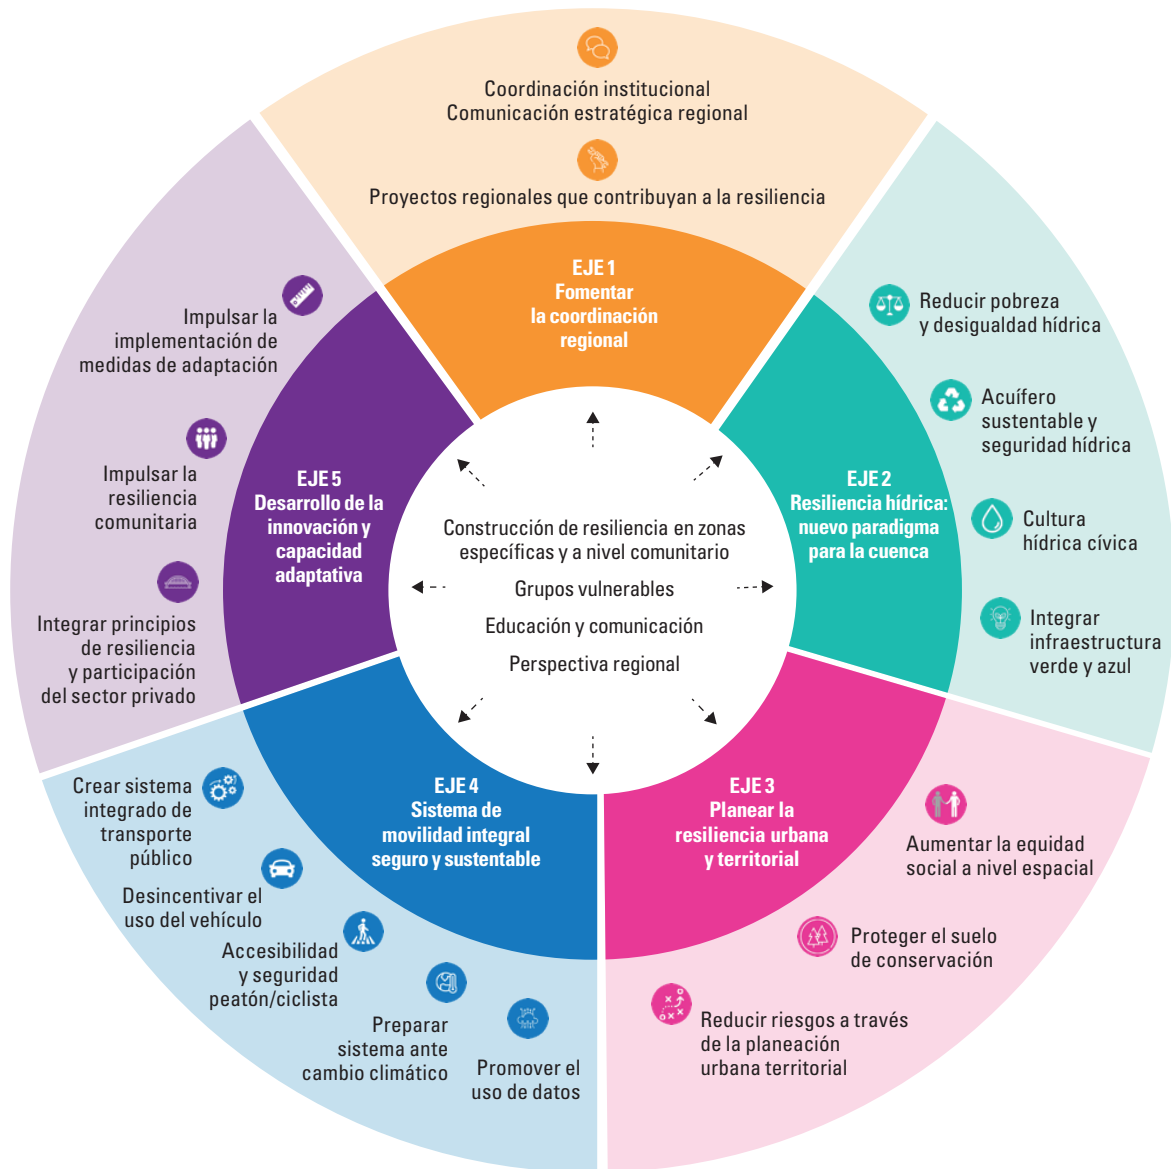 Coordinación institucional
Comunicación estratégica regional
Proyectos regionales que contribuyan a la resiliencia
EJE 1
Fomentar
la coordinación
regional
Reducir pobreza
y desigualdad hídrica
Acuífero
sustentable y
seguridad hídrica
Cultura
hídrica cívica
Integrar
infraestructura
verde y azul
EJE 2
Resiliencia hídrica:
nuevo paradigma
para la cuenca
Aumentar la equidad
social a nivel espacial
Proteger el suelo
de conservación
Reducir riesgos a través
de la planeación
urbana territorial
EJE 3
Planear la
resiliencia urbana
y territorial
EJE 4
Sistema de
movilidad integral
seguro y sustentable
Crear sistema
integrado de
transporte
público
Desincentivar el
uso del vehículo
Accesibilidad
y seguridad
peatón/ciclista
Preparar
sistema ante
cambio climático
Promover el
uso de datos
EJE 5
Desarrollo de la
innovación y
capacidad
adaptativa
Impulsar la
implementación de
medidas de adaptación
Impulsar la
resiliencia
comunitaria
Integrar principios
de resiliencia
y participación
del sector privado
Construcción de resiliencia en zonas
específicas y a nivel comunitario
Grupos vulnerables
Educación y comunicación
Perspectiva regional